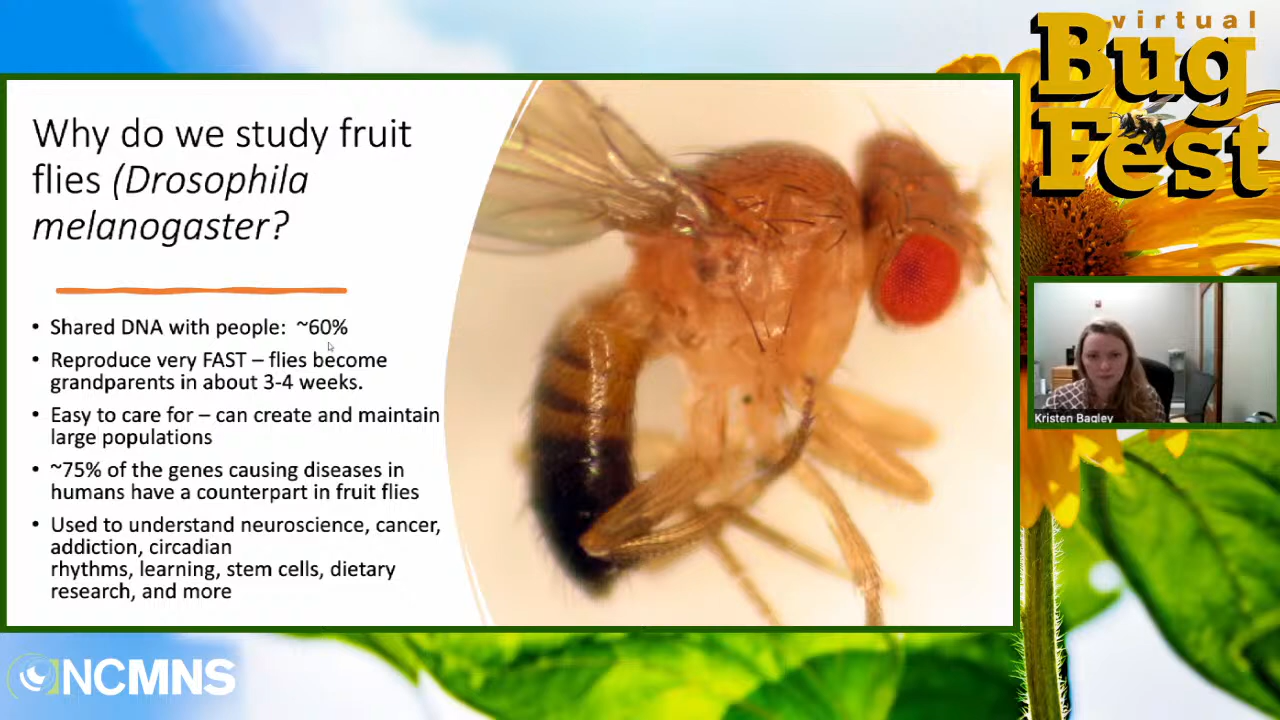 virtual
Bug
Fest
Why do we study fruit
flies (Drosophila
melanogaster?
• Shared DNA with people:  ~60%
• Reproduce very FAST – flies become
grandparents in about 3-4 weeks.
• Easy to care for – can create and maintain
large populations
• ~75% of the genes causing diseases in
humans have a counterpart in fruit flies
• Used to understand neuroscience, cancer,
addiction, circadian
rhythms, learning, stem cells, dietary
research, and more
Kristen Bagley
NCMNS